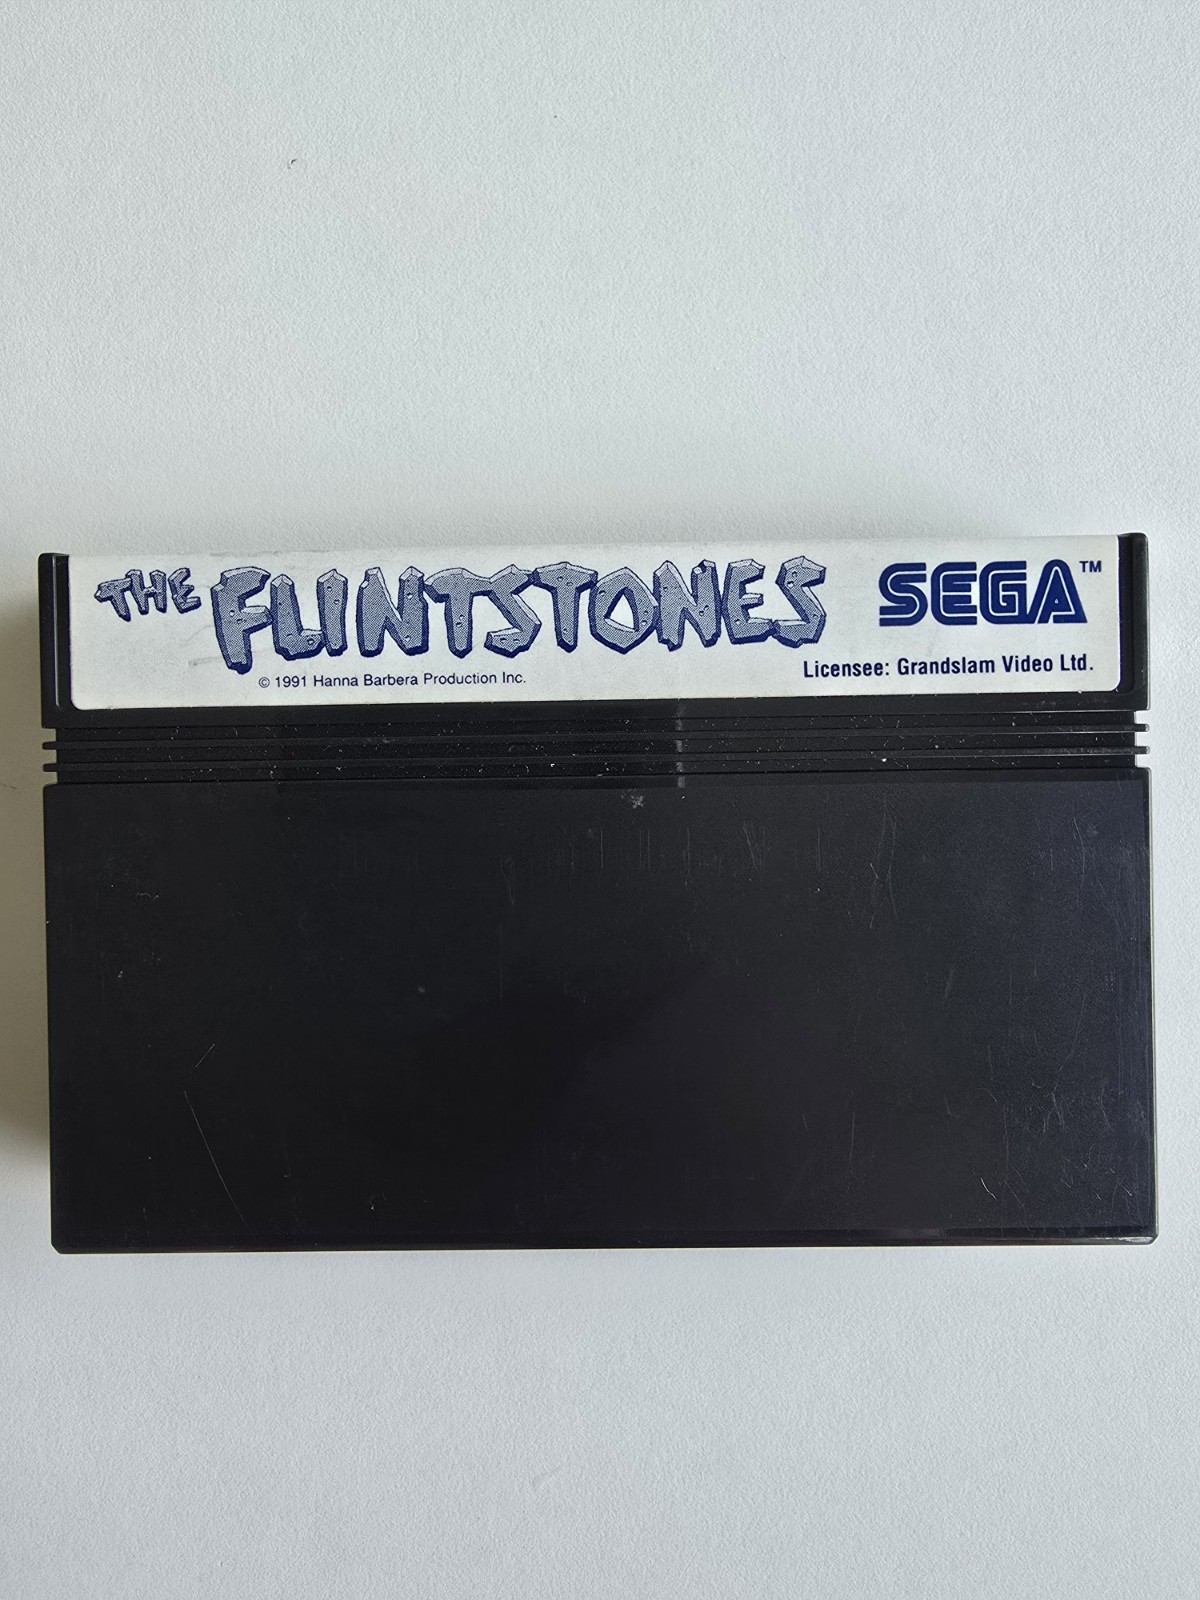 THE FLINTSTONES
SEGA™
© 1991 Hanna Barbera Production Inc.
Licensee: Grandslam Video Ltd.